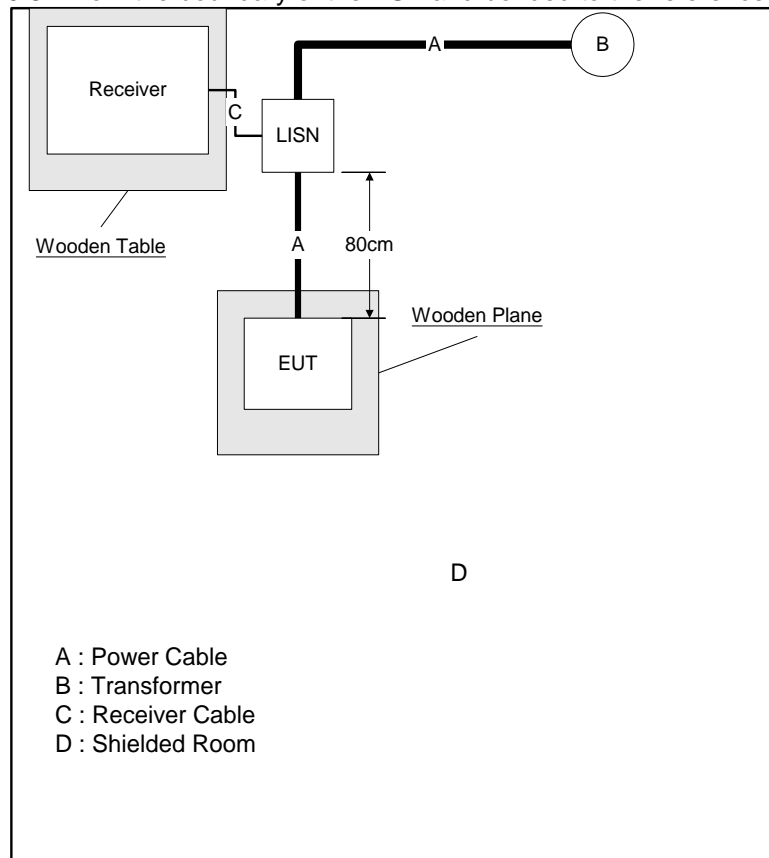 Receiver
A
B
C
LISN
A
80cm
Wooden Table
Wooden Plane
EUT
D
A : Power Cable
B : Transformer
C : Receiver Cable
D : Shielded Room